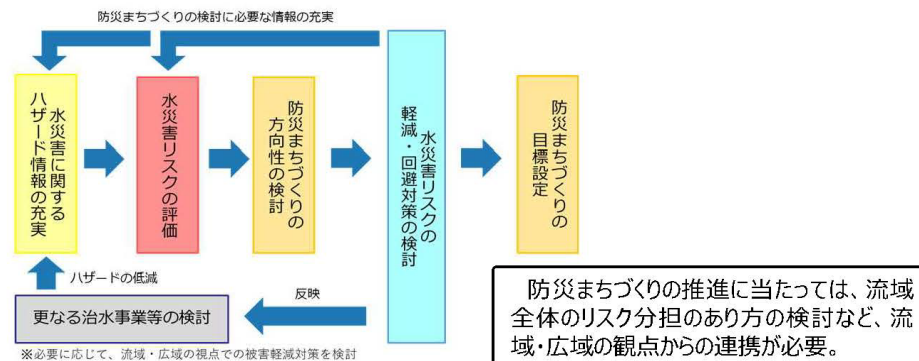 防災まちづくりの検討に必要な情報の充実
水災害に関する
ハザード情報の充実
水災害リスクの評価
防災まちづくりの
方向性の検討
水災害リスクの
軽減・回避対策の検討
防災まちづくりの
目標設定
ハザードの低減
反映
更なる治水事業等の検討
※必要に応じて、流域・広域の視点での被害軽減対策を検討
防災まちづくりの推進に当たっては、流域
全体のリスク分担のあり方の検討など、流
域・広域の観点からの連携が必要。